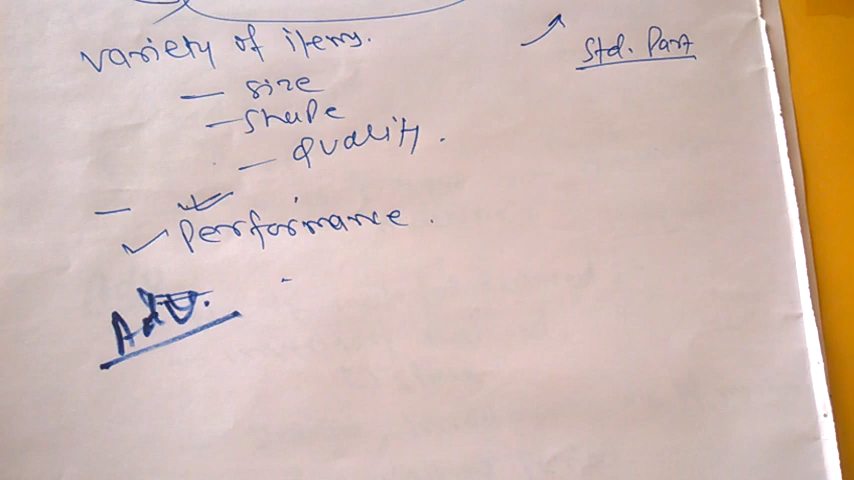 variety of items.
Std. Part
— size
— shape
— Quality.
—
✓ Performance.
Adv.